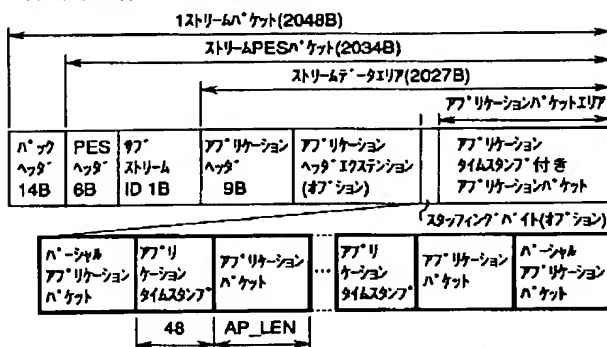 1ストリームパケット(2048B)
ストリームPESパケット(2034B)
ストリームデータエリア(2027B)
アプリケーションパケットエリア
パック
ヘッダ
14B
PES
ヘッダ
6B
サブ
ストリーム
ID 1B
アプリケーション
ヘッダ
9B
アプリケーション
ヘッダエクステンション
(オプション)
アプリケーション
タイムスタンプ付き
アプリケーションパケット
スタッフィングバイト(オプション)
パーシャル
アプリケーション
パケット
アプリ
ケーション
タイムスタンプ
アプリケーション
パケット
…
アプリ
ケーション
タイムスタンプ
アプリケーション
パケット
パーシャル
アプリケーション
パケット
48
AP_LEN